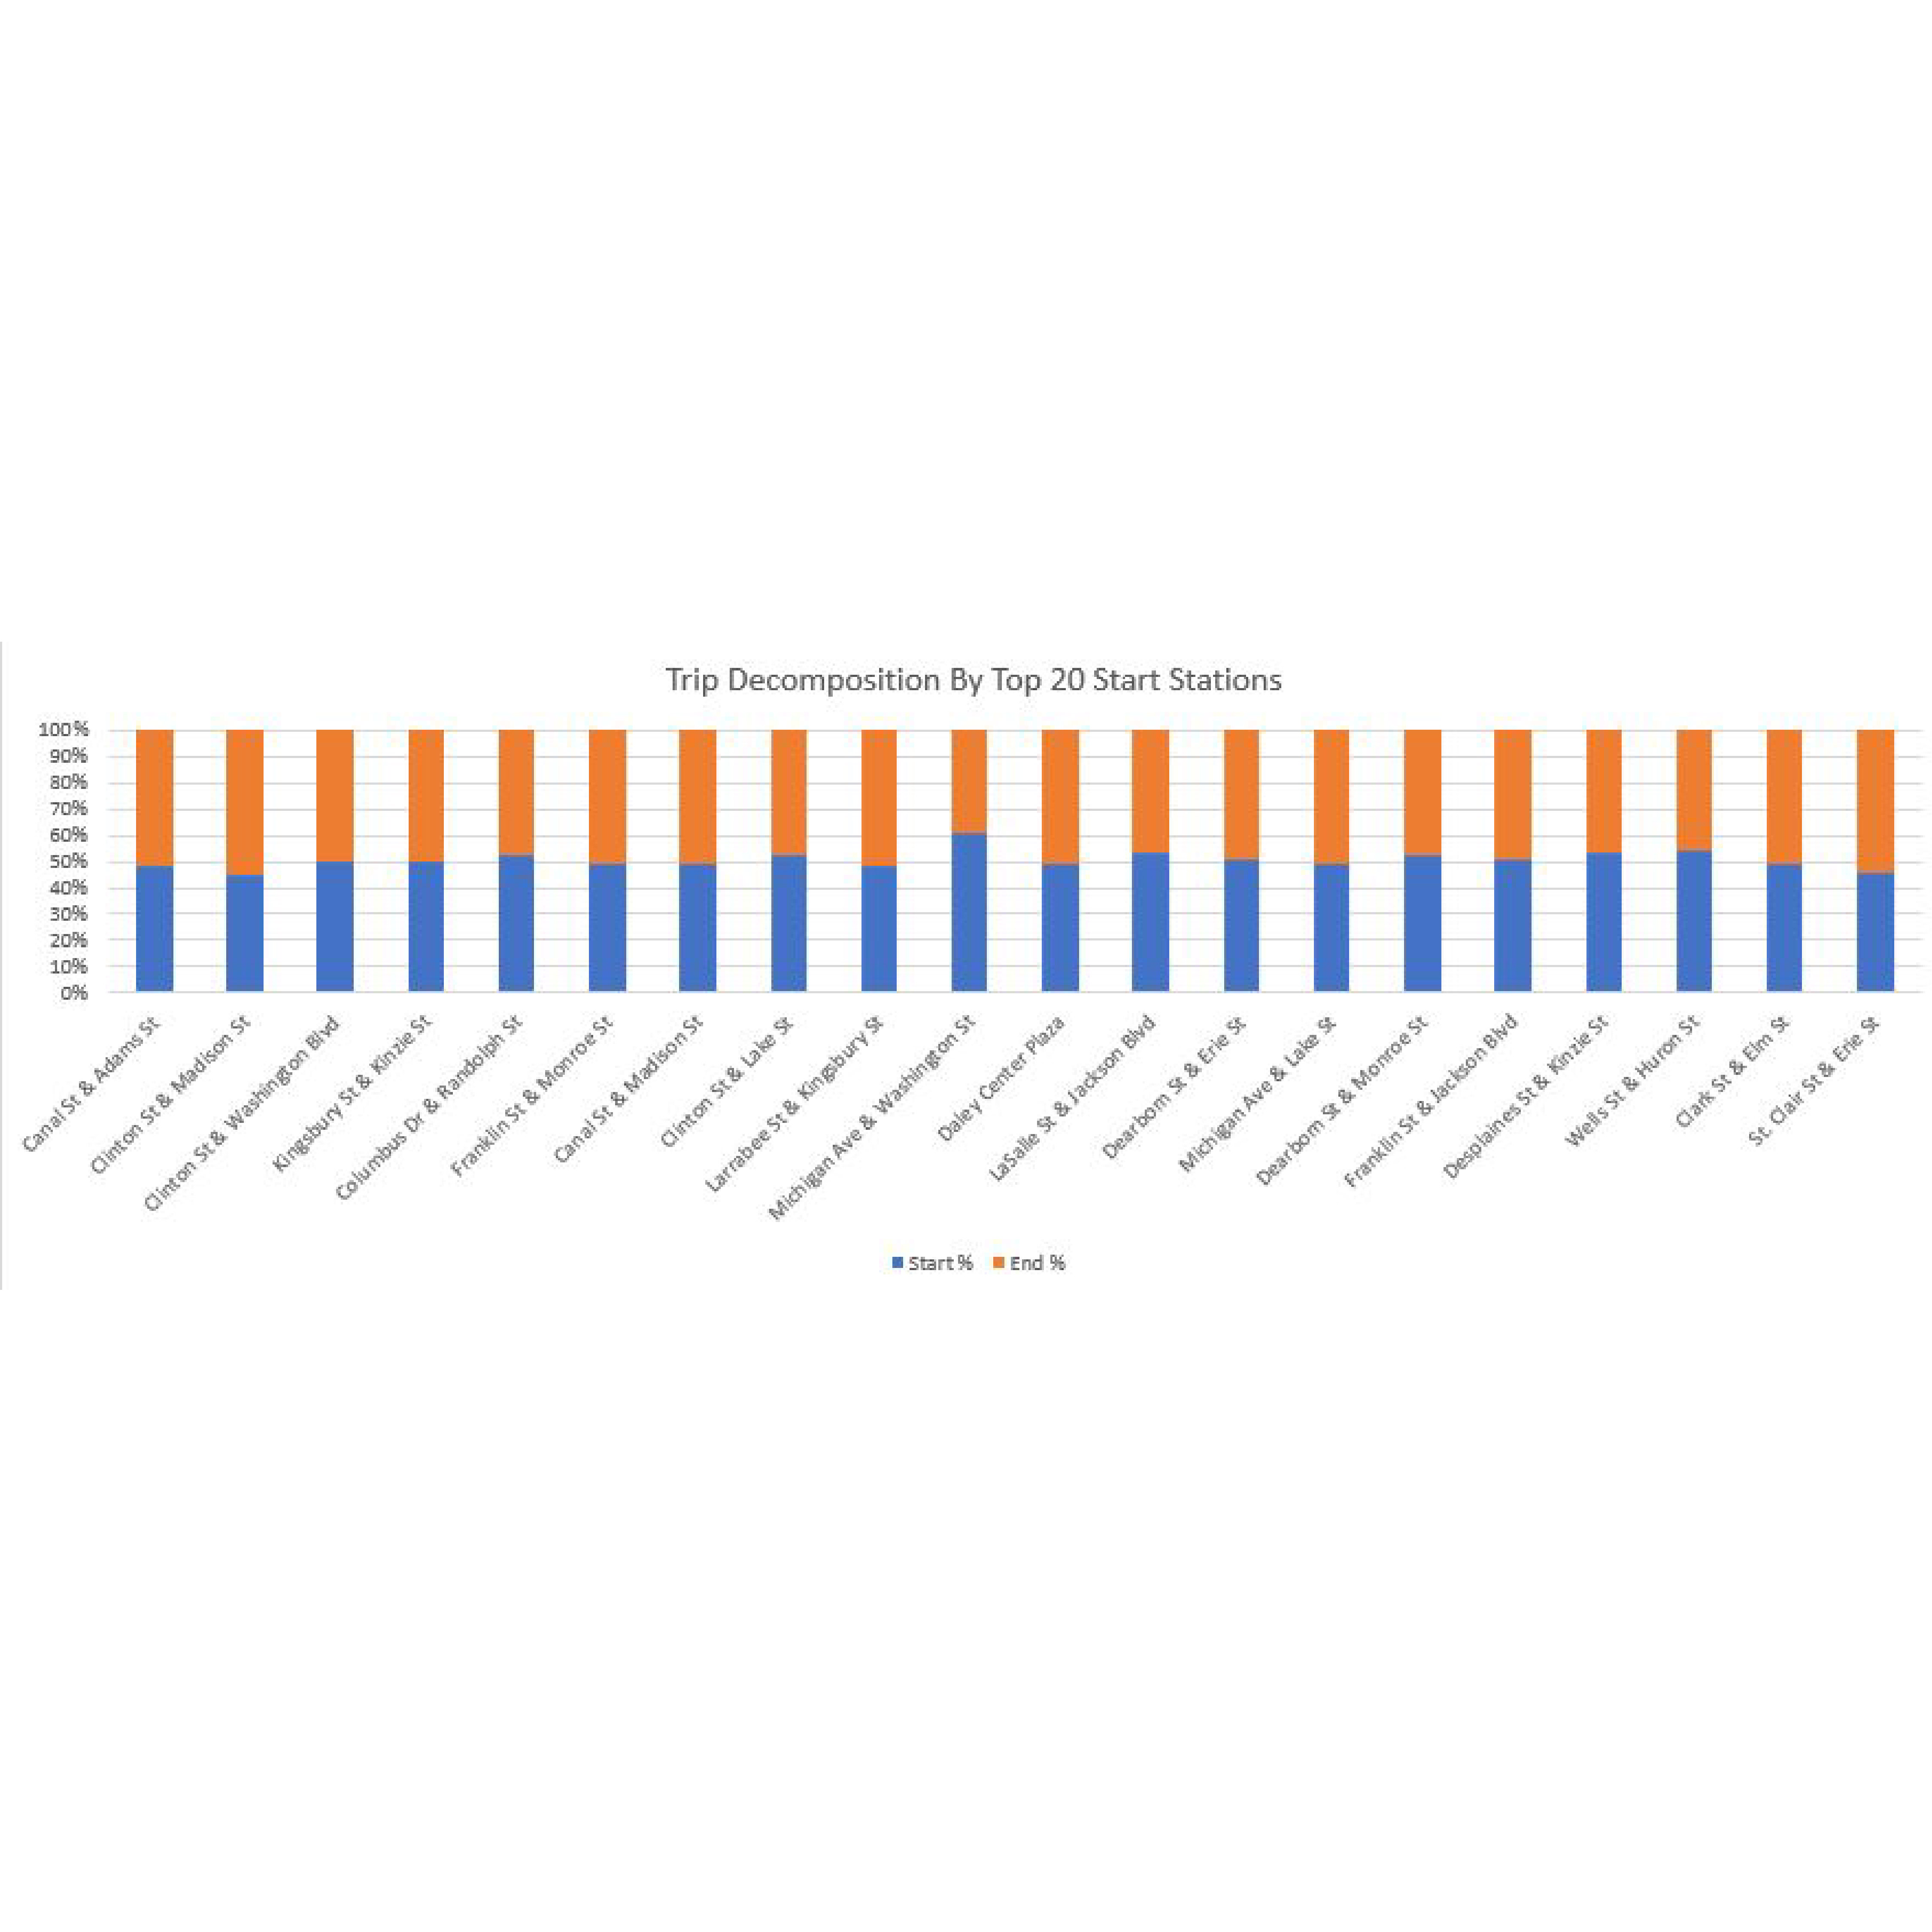 Trip Decomposition By Top 20 Start Stations
100%
90%
80%
70%
60%
50%
40%
30%
20%
10%
0%
Canal St & Adams St
Clinton St & Madison St
Clinton St & Washington Blvd
Kingsbury St & Kinzie St
Columbus Dr & Randolph St
Franklin St & Monroe St
Canal St & Madison St
Clinton St & Lake St
Larrabee St & Kingsbury St
Michigan Ave & Washington St
Daley Center Plaza
LaSalle St & Jackson Blvd
Dearborn St & Erie St
Michigan Ave & Lake St
Dearborn St & Monroe St
Franklin St & Jackson Blvd
Desplaines St & Kinzie St
Wells St & Huron St
Clark St & Elm St
St. Clair St & Erie St
Start % End %